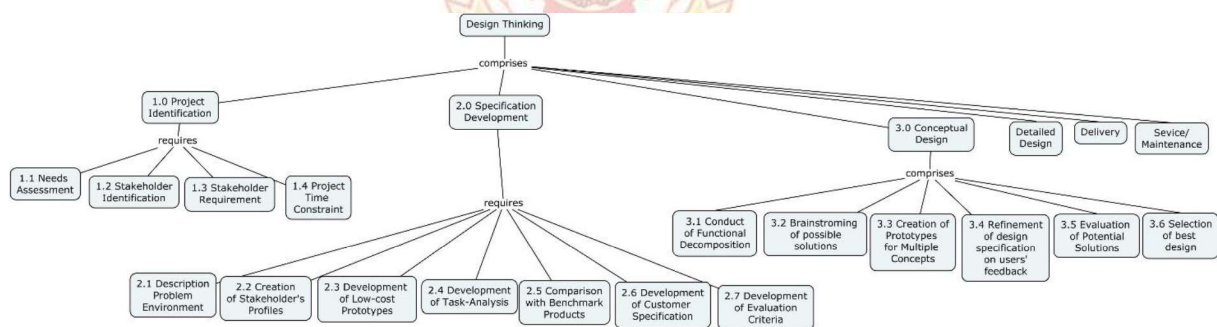 Design Thinking
comprises
1.0 Project
Identification
requires
1.1 Needs
Assessment
1.2 Stakeholder
Identification
1.3 Stakeholder
Requirement
1.4 Project
Time
Constraint
2.0 Specification
Development
requires
2.1 Description
Problem
Environment
2.2 Creation
of Stakeholder's
Profiles
2.3 Development
of Low-cost
Prototypes
2.4 Development
of Task-Analysis
2.5 Comparison
with Benchmark
Products
2.6 Development
of Customer
Specification
2.7 Development
of Evaluation
Criteria
3.0 Conceptual
Design
comprises
3.1 Conduct
of Functional
Decomposition
3.2 Brainstroming
of possible
solutions
3.3 Creation of
Prototypes
for Multiple
Concepts
3.4 Refinement
of design
specification
on users'
feedback
3.5 Evaluation
of Potential
Solutions
3.6 Selection
of best
design
Detailed
Design
Delivery
Sevice/
Maintenance